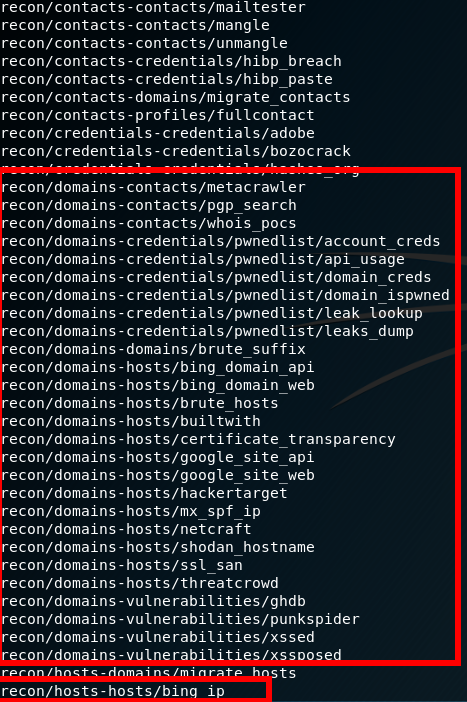 recon/contacts-contacts/mailtester
recon/contacts-contacts/mangle
recon/contacts-contacts/unmangle
recon/contacts-credentials/hibp_breach
recon/contacts-credentials/hibp_paste
recon/contacts-domains/migrate_contacts
recon/contacts-profiles/fullcontact
recon/credentials-credentials/adobe
recon/credentials-credentials/bozocrack
recon/credentials-credentials/hashes_org
recon/domains-contacts/metacrawler
recon/domains-contacts/pgp_search
recon/domains-contacts/whois_pocs
recon/domains-credentials/pwnedlist/account_creds
recon/domains-credentials/pwnedlist/api_usage
recon/domains-credentials/pwnedlist/domain_creds
recon/domains-credentials/pwnedlist/domain_ispwned
recon/domains-credentials/pwnedlist/leak_lookup
recon/domains-credentials/pwnedlist/leaks_dump
recon/domains-domains/brute_suffix
recon/domains-hosts/bing_domain_api
recon/domains-hosts/bing_domain_web
recon/domains-hosts/brute_hosts
recon/domains-hosts/builtwith
recon/domains-hosts/certificate_transparency
recon/domains-hosts/google_site_api
recon/domains-hosts/google_site_web
recon/domains-hosts/hackertarget
recon/domains-hosts/mx_spf_ip
recon/domains-hosts/netcraft
recon/domains-hosts/shodan_hostname
recon/domains-hosts/ssl_san
recon/domains-hosts/threatcrowd
recon/domains-vulnerabilities/ghdb
recon/domains-vulnerabilities/punkspider
recon/domains-vulnerabilities/xssed
recon/domains-vulnerabilities/xssposed
recon/hosts-domains/migrate_hosts
recon/hosts-hosts/bing_ip